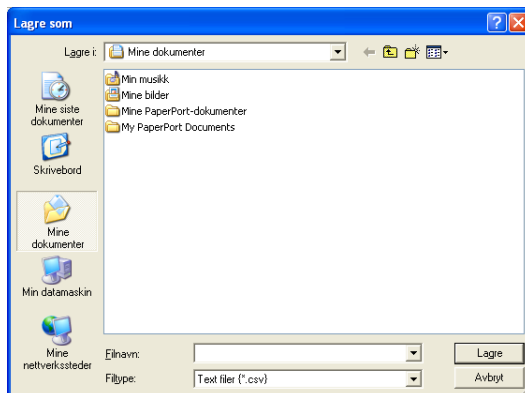 Lagre som
Lagre i:
Mine dokumenter
Min musikk
Mine bilder
Mine PaperPort-dokumenter
My PaperPort Documents
Mine siste
dokumenter
Skrivebord
Mine
dokumenter
Min datamaskin
Mine
nettverkssteder
Filnavn:
Lagre
Filtype:
Text filer {*.csv}
Avbryt